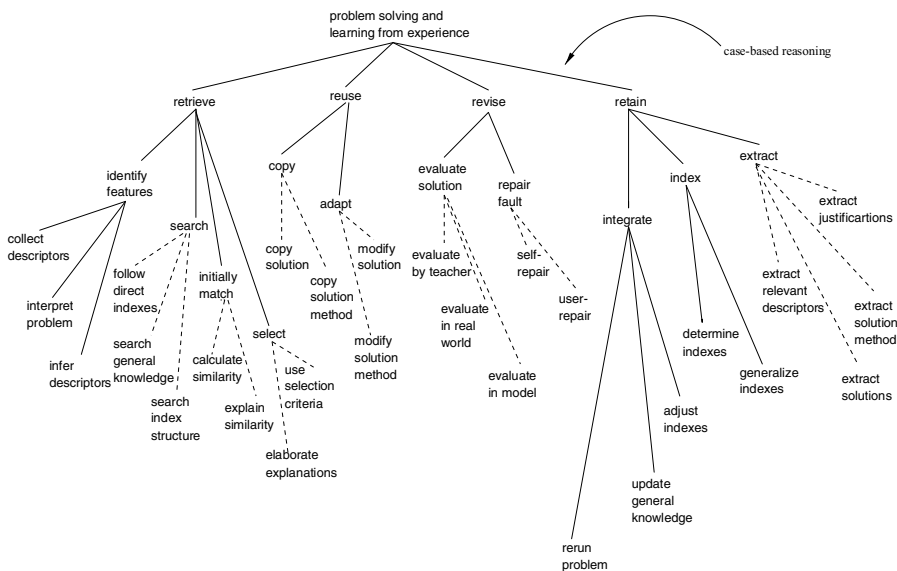 problem solving and
learning from experience
case-based reasoning
retrieve
reuse
revise
retain
identify
features
search
initially
match
select
collect
descriptors
interpret
problem
infer
descriptors
follow
direct
indexes
search
general
knowledge
search
index
structure
calculate
similarity
explain
similarity
use
selection
criteria
elaborate
explanations
copy
adapt
copy
solution
copy
solution
method
modify
solution
modify
solution
method
evaluate
solution
repair
fault
evaluate
by teacher
evaluate
in real
world
evaluate
in model
self-
repair
user-
repair
integrate
index
extract
rerun
problem
update
general
knowledge
adjust
indexes
determine
indexes
generalize
indexes
extract
relevant
descriptors
extract
justificartions
extract
solution
method
extract
solutions